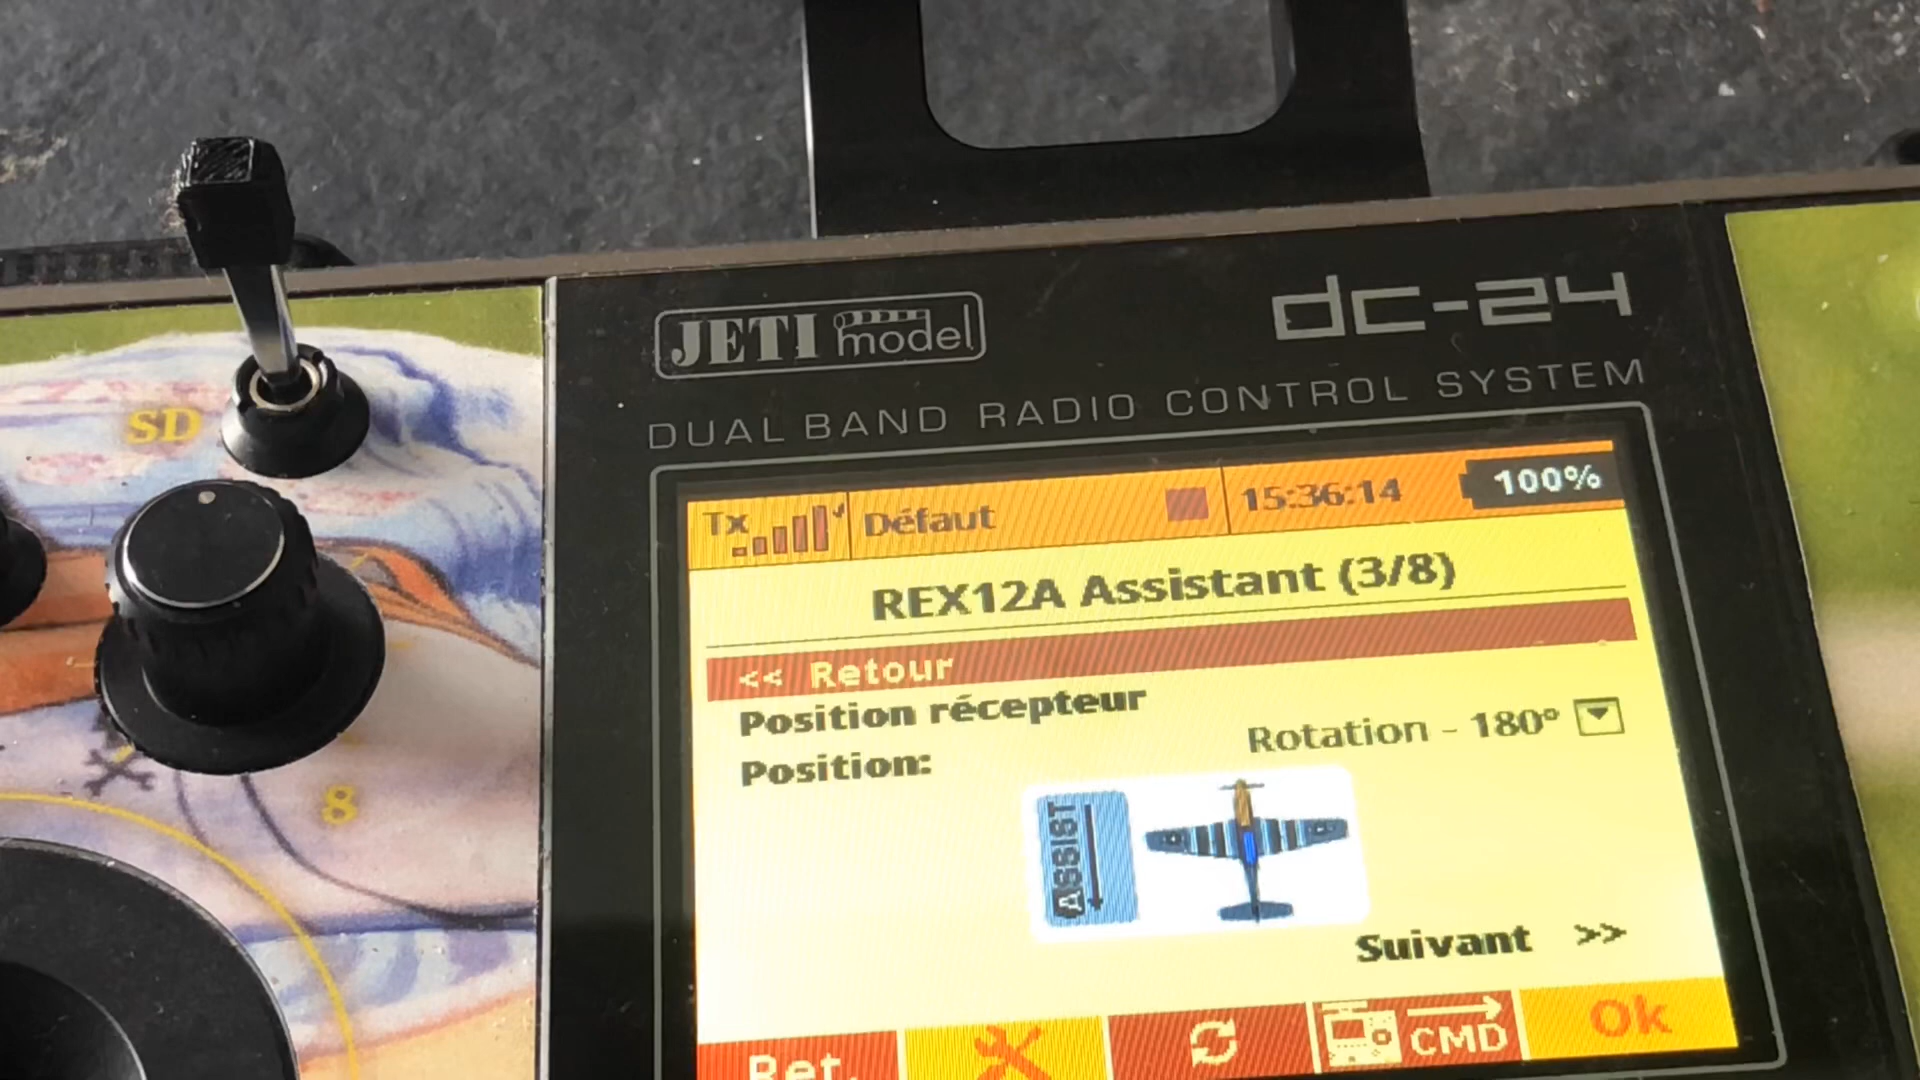 JETI model
dc-24
DUAL BAND RADIO CONTROL SYSTEM
SD
8
Tx Défaut 15:36:14 100%
REX12A Assistant (3/8)
<< Retour
Position récepteur
Position: Rotation - 180°
ASSIST
Suivant >>
Ret. CMD Ok